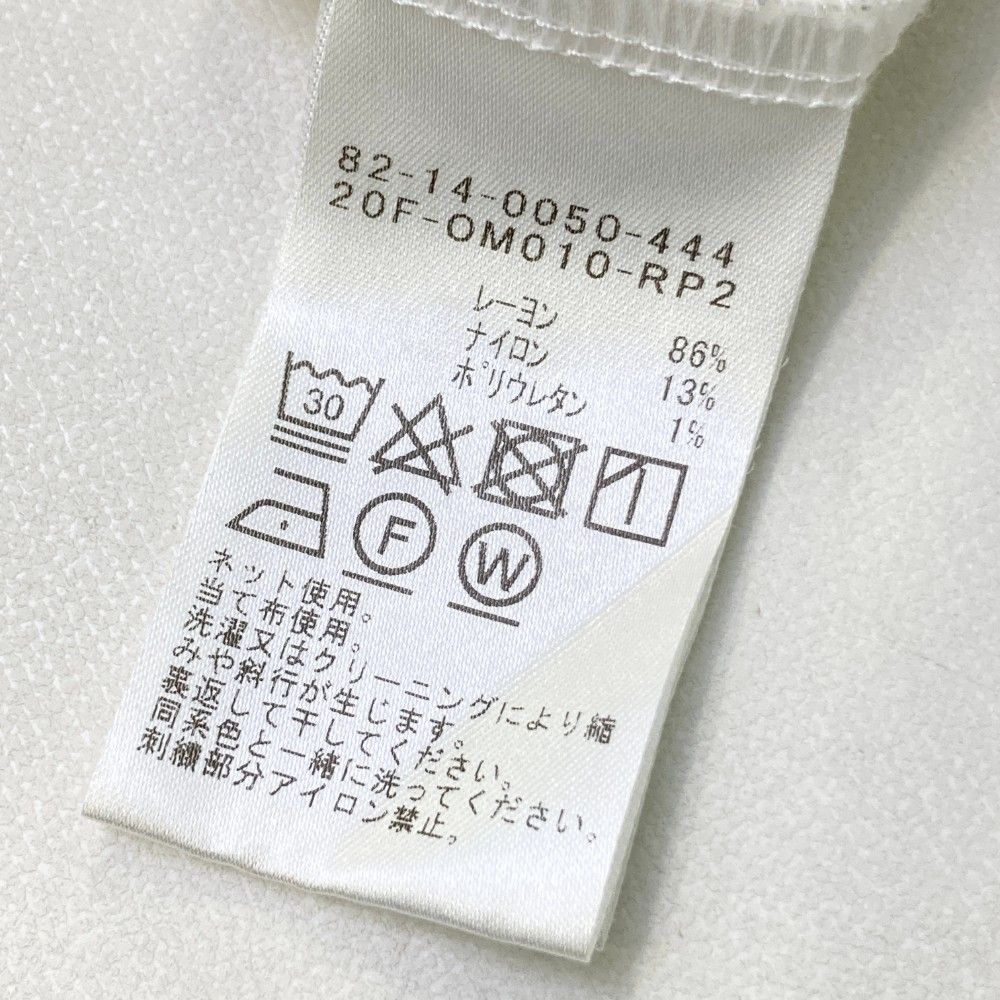 82-14-0050-444
20F-OM010-RP2
レーヨン 86%
ナイロン 13%
ポリウレタン 1%
30
1
F
W
ネット使用。
当て布使用。
洗濯又はクリーニングにより縮
みや料行が生じます。
裏返して干してください。
同系色と一緒に洗ってください。
刺繍部分アイロン禁止。